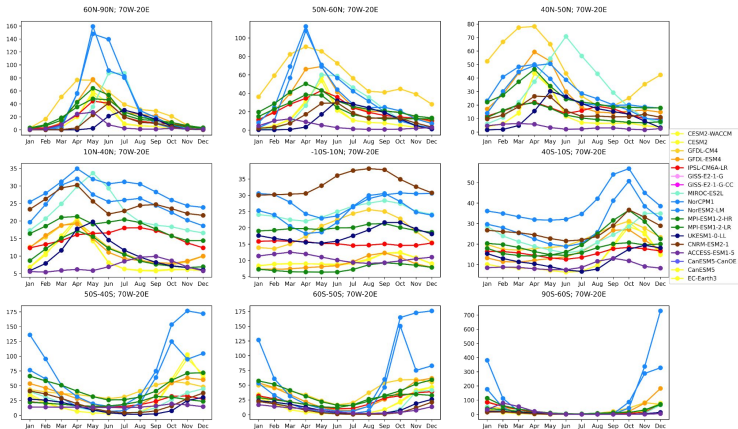 60N-90N; 70W-20E
50N-60N; 70W-20E
40N-50N; 70W-20E
160
140
120
100
80
60
40
20
0
Jan Feb Mar Apr May Jun Jul Aug Sep Oct Nov Dec
100
80
60
40
20
0
Jan Feb Mar Apr May Jun Jul Aug Sep Oct Nov Dec
80
70
60
50
40
30
20
10
0
Jan Feb Mar Apr May Jun Jul Aug Sep Oct Nov Dec
10N-40N; 70W-20E
-10S-10N; 70W-20E
40S-10S; 70W-20E
35
30
25
20
15
10
5
0
Jan Feb Mar Apr May Jun Jul Aug Sep Oct Nov Dec
35
30
25
20
15
10
5
0
Jan Feb Mar Apr May Jun Jul Aug Sep Oct Nov Dec
50
40
30
20
10
0
Jan Feb Mar Apr May Jun Jul Aug Sep Oct Nov Dec
50S-40S; 70W-20E
60S-50S; 70W-20E
90S-60S; 70W-20E
175
150
125
100
75
50
25
0
Jan Feb Mar Apr May Jun Jul Aug Sep Oct Nov Dec
175
150
125
100
75
50
25
0
Jan Feb Mar Apr May Jun Jul Aug Sep Oct Nov Dec
700
600
500
400
300
200
100
0
Jan Feb Mar Apr May Jun Jul Aug Sep Oct Nov Dec
CESM2-WACCM
CESM2
GFDL-CM4
GFDL-ESM4
IPSL-CM6A-LR
GISS-E2-1-G
GISS-E2-1-G-CC
MIROC-ES2L
NorCPM1
NorESM2-LM
MPI-ESM1-2-HR
MPI-ESM1-2-LR
UKESM1-0-LL
CNRM-ESM2-1
ACCESS-ESM1-5
CanESM5-CanOE
CanESM5
EC-Earth3